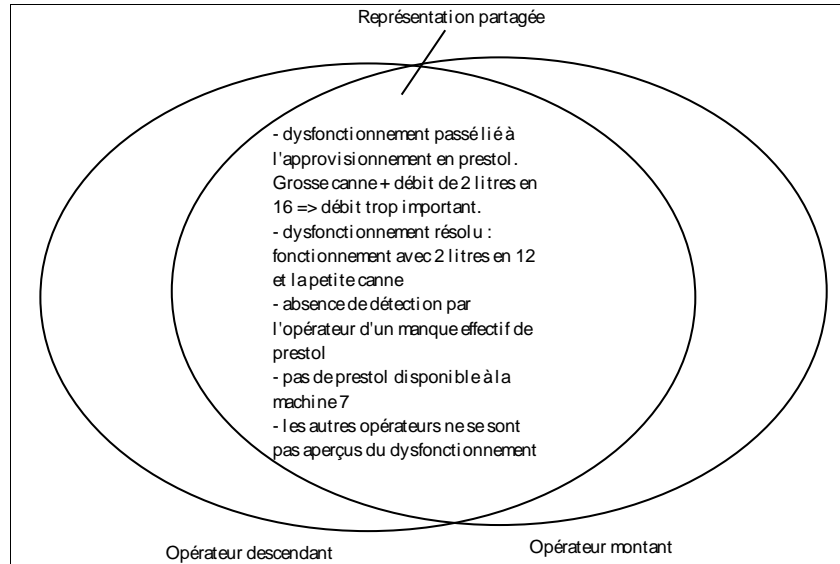 Représentation partagée
- dysfonctionnement passé lié à
l'approvisionnement en prestol.
Grosse canne + débit de 2 litres en
16 => débit trop important.
- dysfonctionement résolu :
fonctionnement avec 2 litres en 12
et la petite canne
- absence de détection par
l'opérateur d'un manque effectif de
prestol
- pas de prestol disponible à la
machine 7
- les autres opérateurs ne se sont
pas aperçus du dysfonctionnement
Opérateur descendant
Opérateur montant